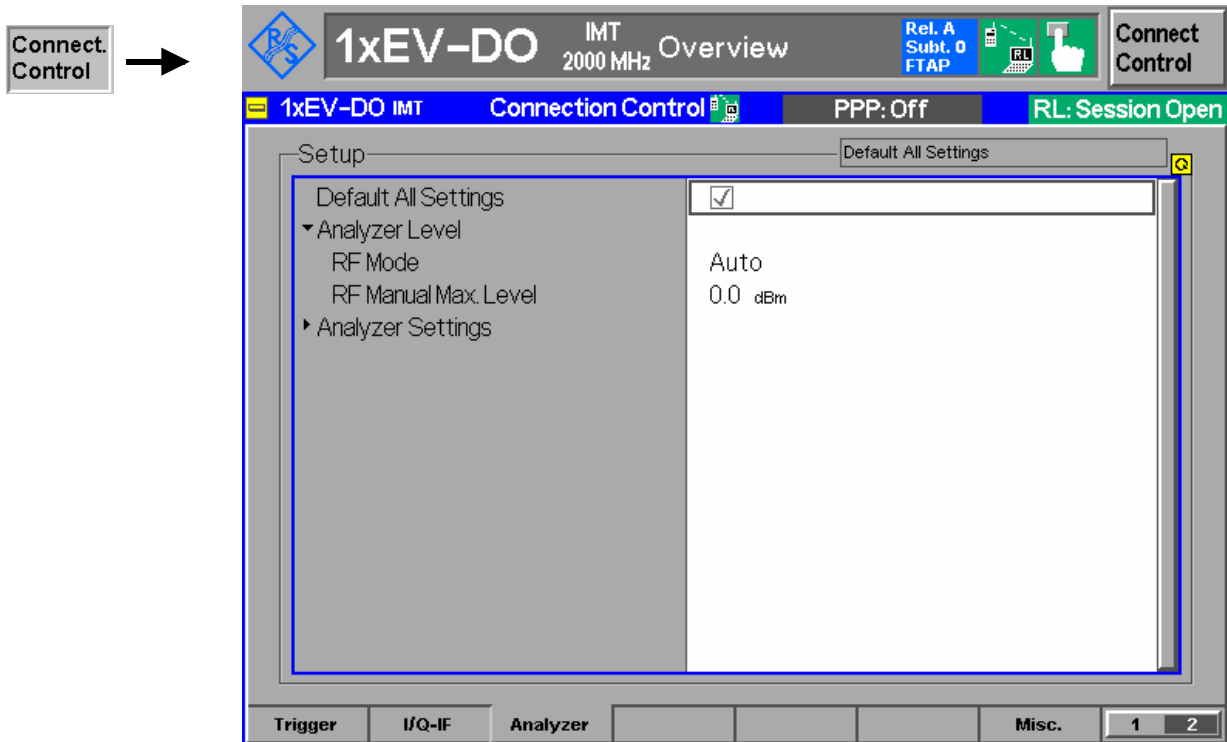 Connect.
Control
R S
1xEV–DO IMT 2000 MHz Overview
Rel. A
Subt. 0
FTAP
RL
Connect
Control
1xEV–DO IMT Connection Control PPP: Off RL: Session Open
Setup Default All Settings
Default All Settings
Analyzer Level
RF Mode Auto
RF Manual Max. Level 0.0 dBm
Analyzer Settings
Trigger I/Q-IF Analyzer Misc. 1 2